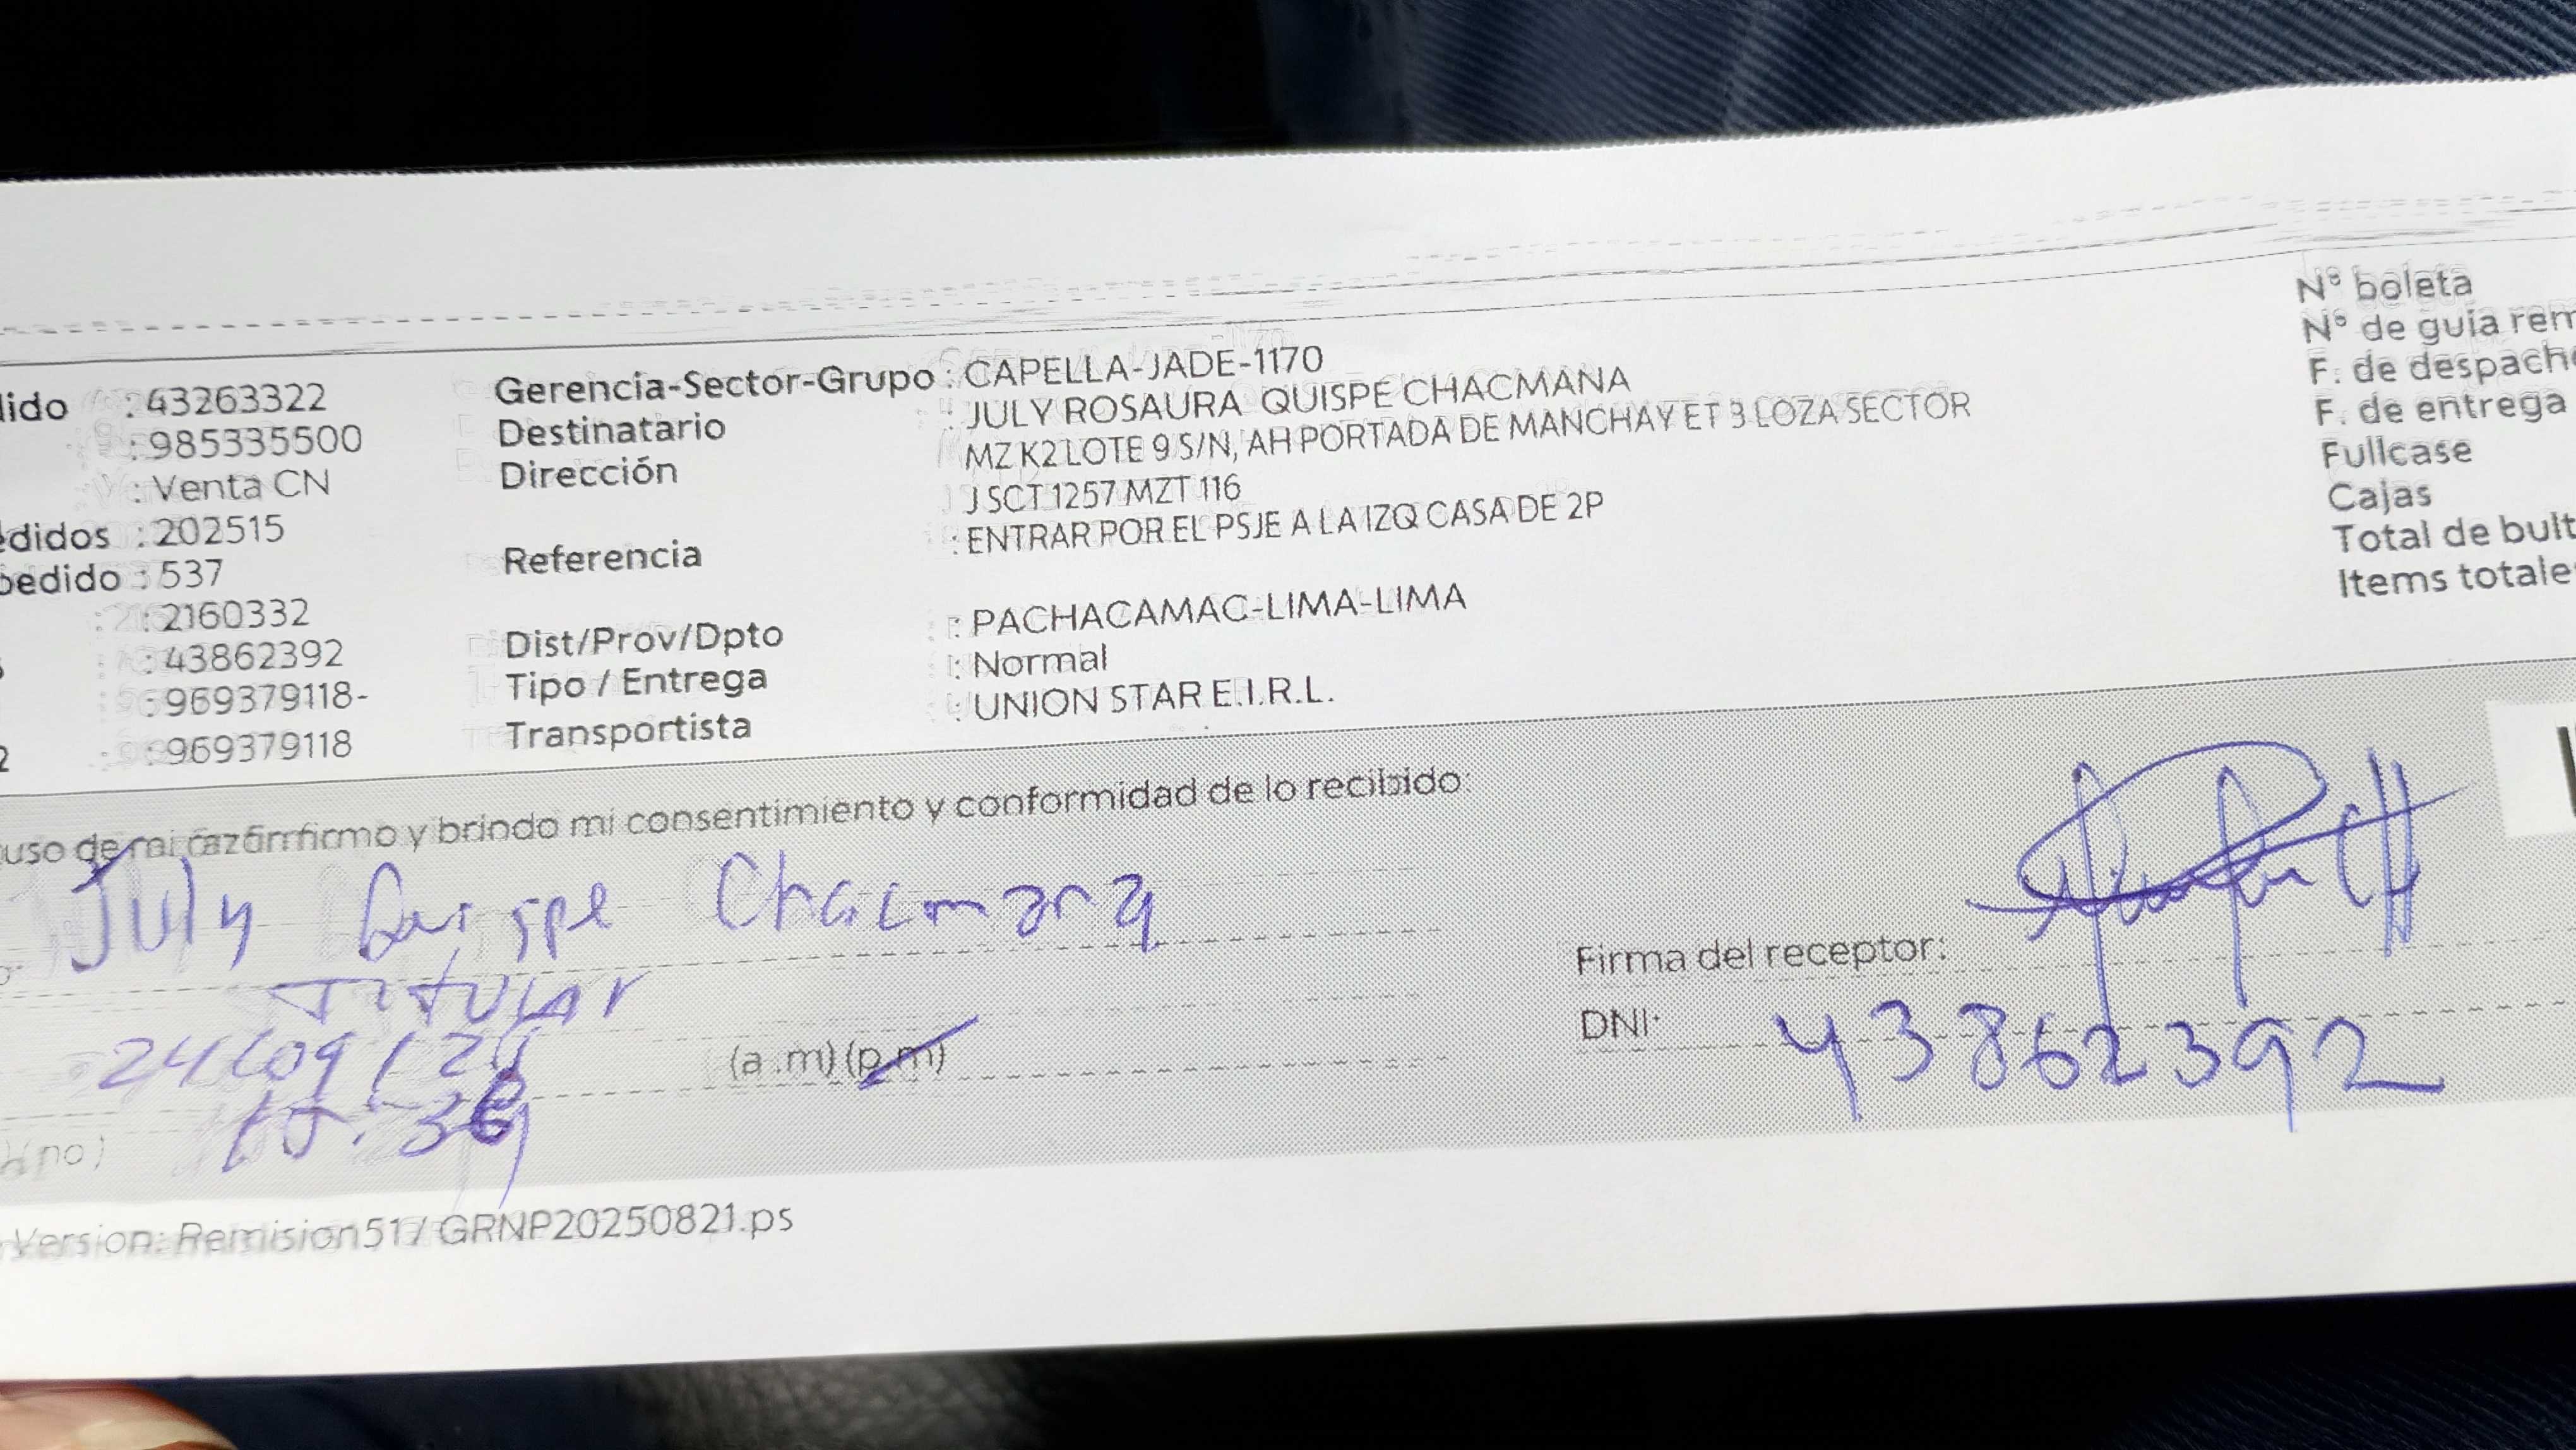 lido : 43263322
: 985335500
: Venta CN
edidos : 202515
pedido : 537
: 2160332
: 43862392
: 969379118-
2 : 969379118
Gerencia-Sector-Grupo : CAPELLA-JADE-1170
Destinatario : JULY ROSAURA QUISPE CHACMANA
Dirección MZ K2 LOTE 9 S/N, AH PORTADA DE MANCHAY ET 3 LOZA SECTOR
J SCT 1257 MZT 116
Referencia : ENTRAR POR EL PSJE A LA IZQ CASA DE 2P
Dist/Prov/Dpto : PACHACAMAC-LIMA-LIMA
Tipo / Entrega : Normal
Transportista : UNION STAR E.I.R.L.
N° boleta
N° de guía rem
F. de despacho
F. de entrega
Fullcase
Cajas
Total de bult
Items totale
uso de mi razón firmo y brindo mi consentimiento y conformidad de lo recibido:
July Quispe Chacmana
Titular
Firma del receptor:
(a .m) (p.m)
DNI: 43862392
no )
Version: Remision51 / GRNP20250821.ps